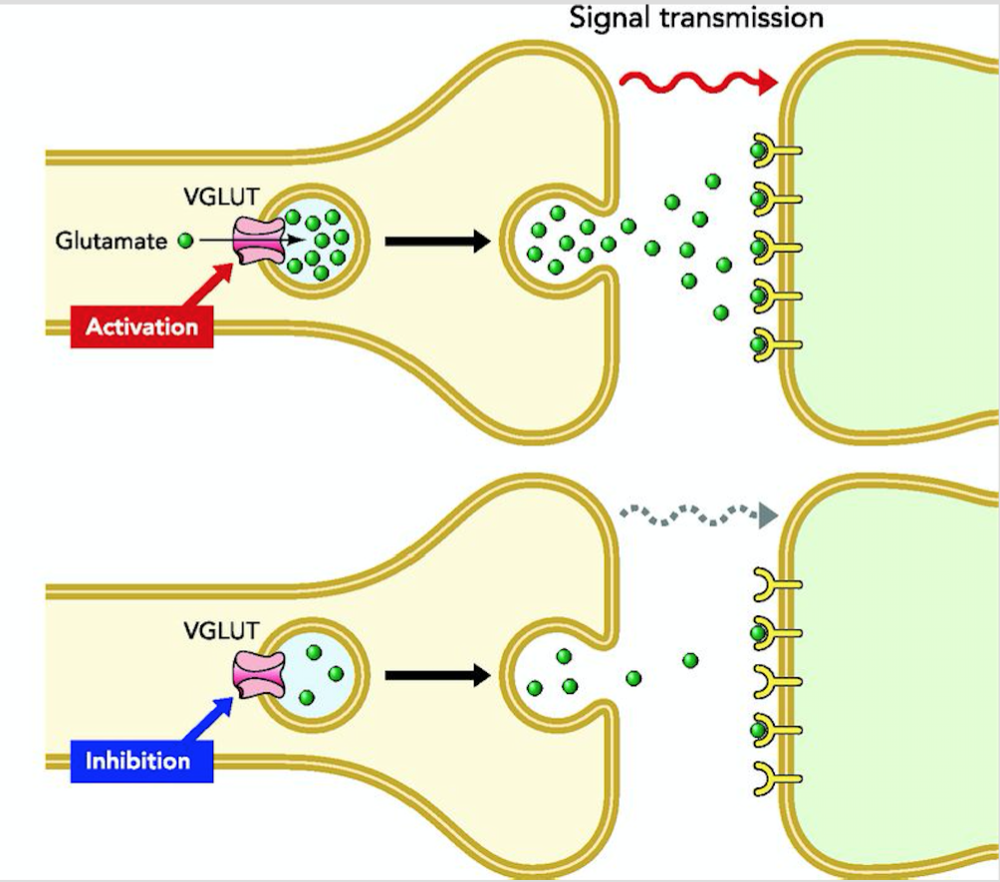 Signal transmission
VGLUT
Glutamate
Activation
VGLUT
Inhibition